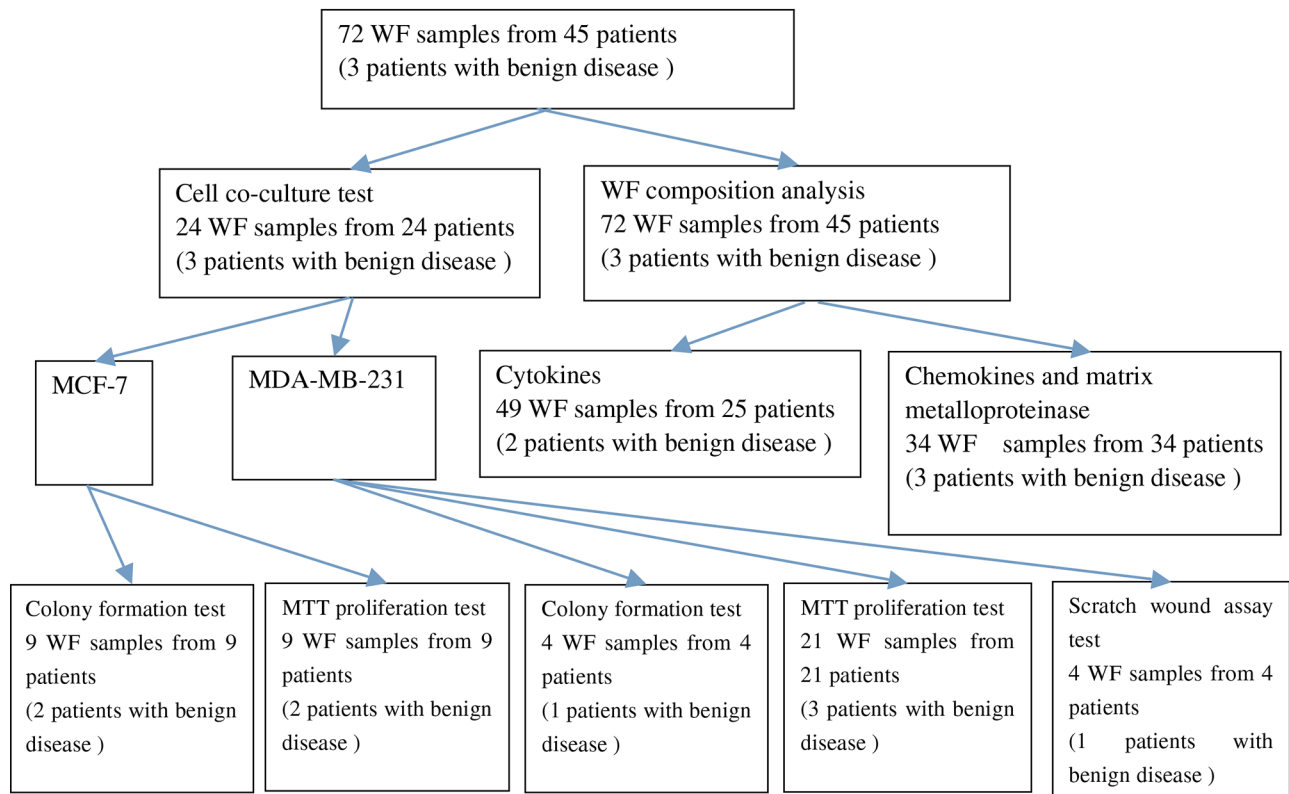 72 WF samples from 45 patients
(3 patients with benign disease )
Cell co-culture test
24 WF samples from 24 patients
(3 patients with benign disease )
WF composition analysis
72 WF samples from 45 patients
(3 patients with benign disease )
MCF-7
MDA-MB-231
Cytokines
49 WF samples from 25 patients
(2 patients with benign disease )
Chemokines and matrix
metalloproteinase
34 WF samples from 34 patients
(3 patients with benign disease )
Colony formation test
9 WF samples from 9
patients
(2 patients with benign
disease )
MTT proliferation test
9 WF samples from 9
patients
(2 patients with benign
disease )
Colony formation test
4 WF samples from 4
patients
(1 patients with benign
disease )
MTT proliferation test
21 WF samples from
21 patients
(3 patients with benign
disease )
Scratch wound assay
test
4 WF samples from 4
patients
(1 patients with
benign disease )